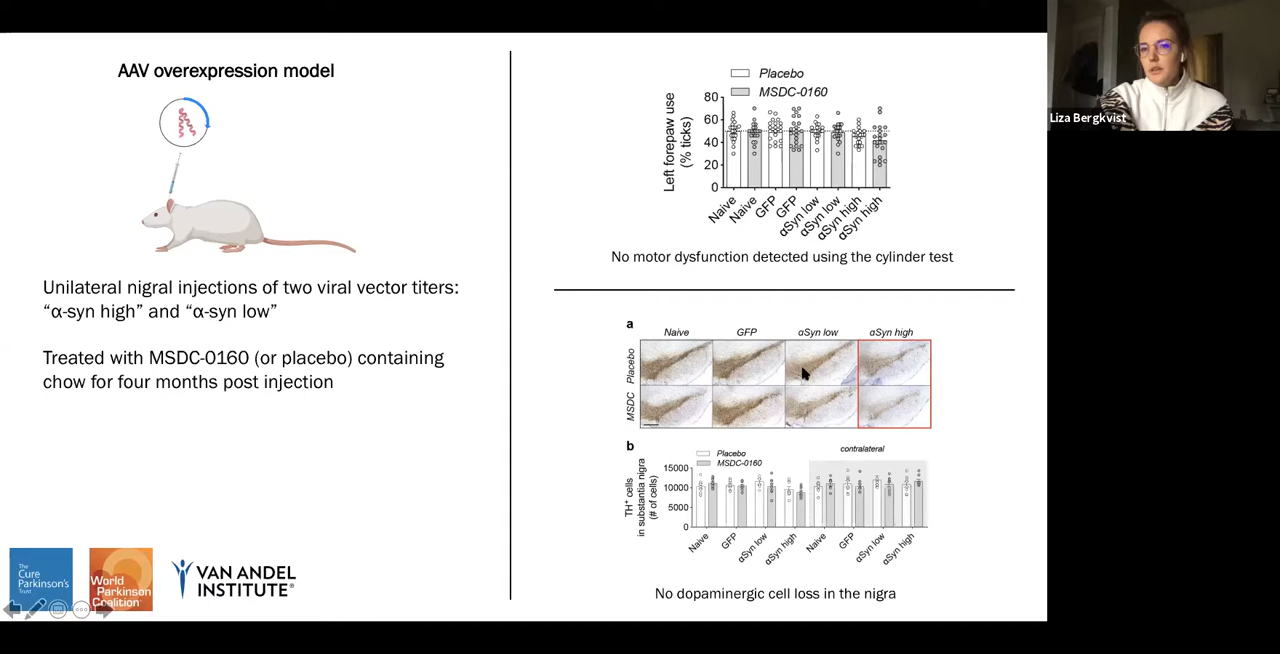 AAV overexpression model
Unilateral nigral injections of two viral vector titers:
“α-syn high” and “α-syn low”
Treated with MSDC-0160 (or placebo) containing
chow for four months post injection
The
Cure
Parkinson's
Trust
World
Parkinson
Coalition
VAN ANDEL
INSTITUTE®
Placebo
MSDC-0160
Left forepaw use
(% ticks)
80
60
40
20
0
Naive
Naive
GFP
GFP
αSyn low
αSyn low
αSyn high
αSyn high
No motor dysfunction detected using the cylinder test
a
Naive
GFP
αSyn low
αSyn high
Placebo
MSDC
b
Placebo
MSDC-0160
contralateral
TH+ cells
in substantia nigra
(# of cells)
15000
10000
5000
0
Naive
GFP
αSyn low
αSyn high
Naive
GFP
αSyn low
αSyn high
No dopaminergic cell loss in the nigra
Liza Bergkvist